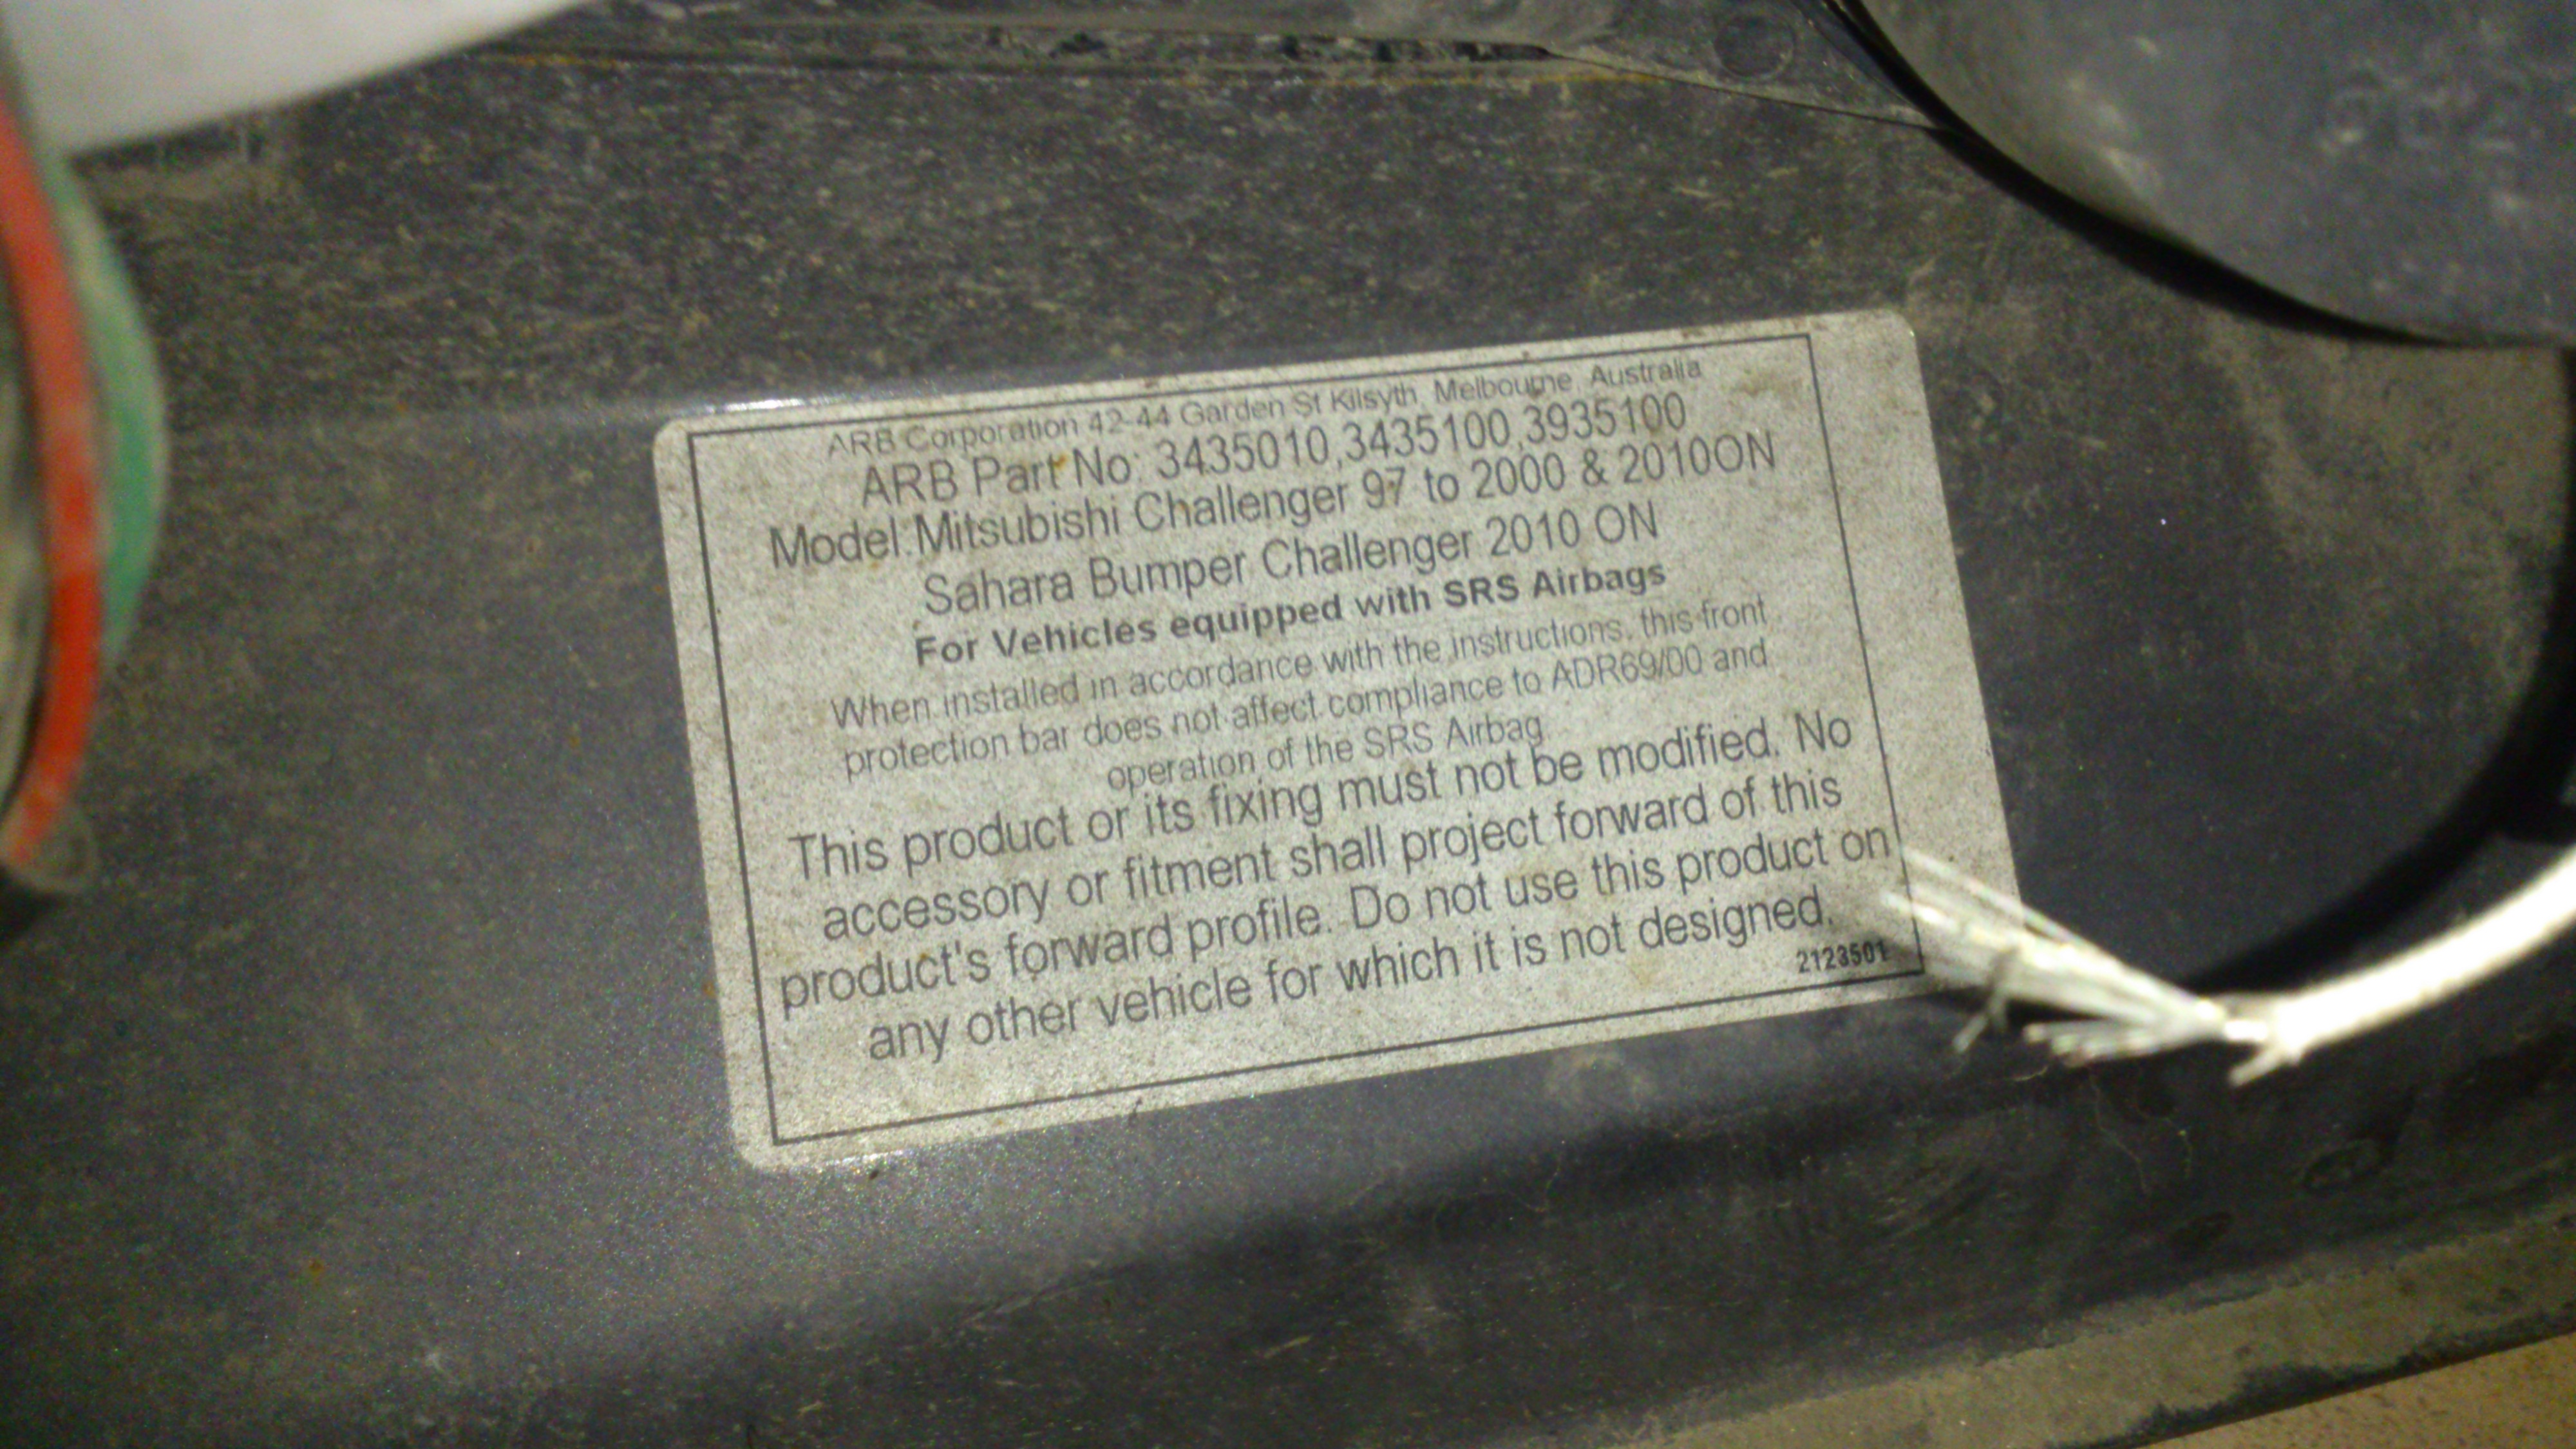 ARB Corporation 42-44 Garden St Kilsyth, Melbourne, Australia
ARB Part No: 3435010,3435100,3935100
Model:Mitsubishi Challenger 97 to 2000 & 2010ON
Sahara Bumper Challenger 2010 ON
For Vehicles equipped with SRS Airbags
When installed in accordance with the instructions, this front
protection bar does not affect compliance to ADR69/00 and
operation of the SRS Airbag
This product or its fixing must not be modified. No
accessory or fitment shall project forward of this
product's forward profile. Do not use this product on
any other vehicle for which it is not designed.
2123501